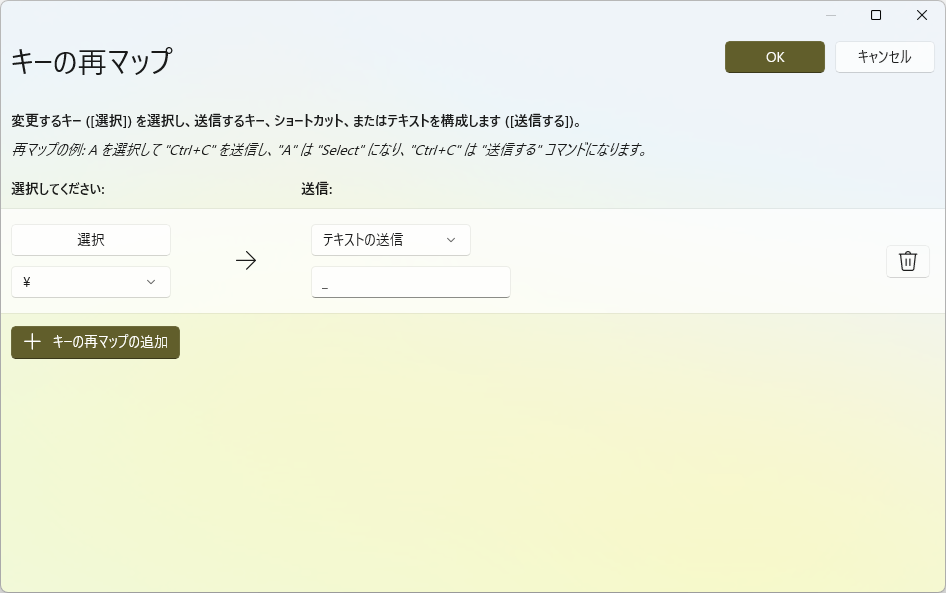 キーの再マップ
OK
キャンセル
変更するキー ([選択]) を選択し、送信するキー、ショートカット、またはテキストを構成します ([送信する])。
再マップの例: A を選択して "Ctrl+C" を送信し、"A" は "Select" になり、"Ctrl+C" は "送信する" コマンドになります。
選択してください:
送信:
選択
テキストの送信
¥
_
キーの再マップの追加